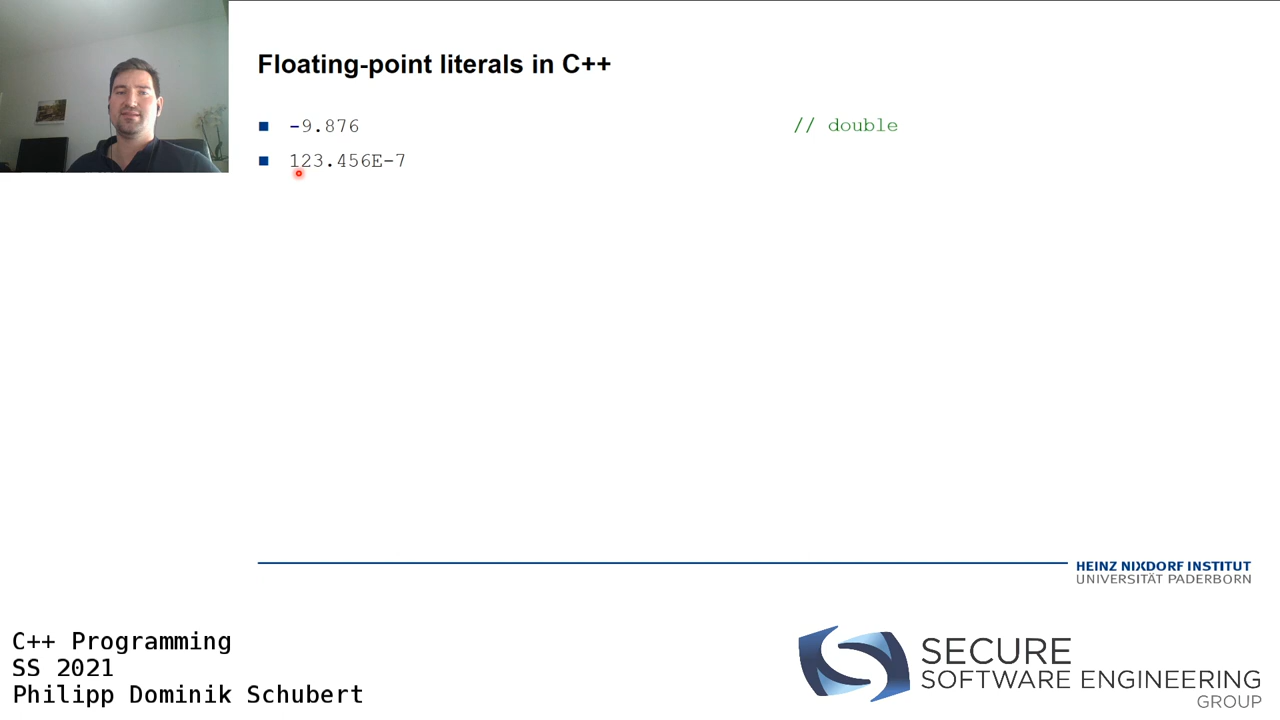 Floating-point literals in C++
-9.876 // double
123.456E-7
HEINZ NIXDORF INSTITUT
UNIVERSITÄT PADERBORN
C++ Programming
SS 2021
Philipp Dominik Schubert
SECURE
SOFTWARE ENGINEERING
GROUP